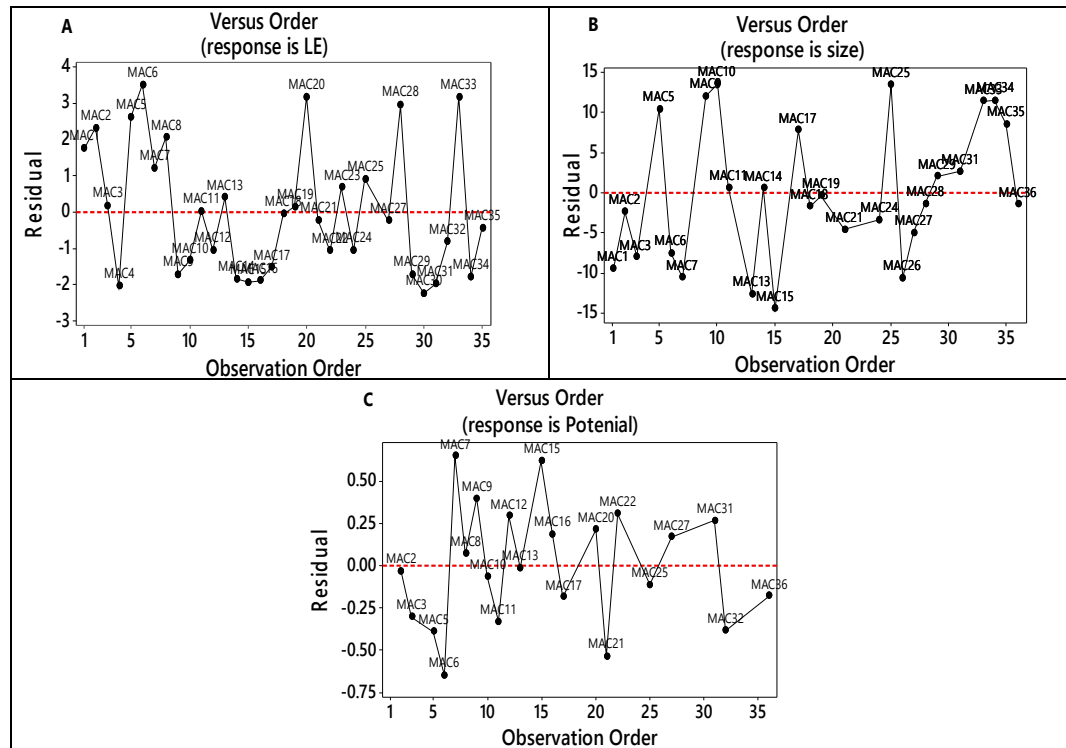 A
Versus Order
(response is LE)
Residual
4
3
2
1
0
-1
-2
-3
MAC2
MAC3
MAC4
MAC5
MAC6
MAC7
MAC8
MAC9
MAC10
MAC11
MAC12
MAC13
MAC17
MAC19
MAC20
MAC21
MAC22
MAC23
MAC24
MAC25
MAC27
MAC28
MAC29
MAC30
MAC31
MAC32
MAC33
MAC34
MAC35
1 5 10 15 20 25 30 35
Observation Order
B
Versus Order
(response is size)
Residual
15
10
5
0
-5
-10
-15
MAC1
MAC2
MAC3
MAC5
MAC6
MAC7
MAC10
MAC11
MAC13
MAC14
MAC15
MAC17
MAC18
MAC19
MAC21
MAC24
MAC25
MAC26
MAC27
MAC28
MAC29
MAC31
MAC34
MAC35
MAC36
1 5 10 15 20 25 30 35
Observation Order
C
Versus Order
(response is Potenial)
Residual
0.50
0.25
0.00
-0.25
-0.50
-0.75
MAC2
MAC3
MAC5
MAC6
MAC7
MAC8
MAC9
MAC10
MAC11
MAC12
MAC13
MAC15
MAC16
MAC17
MAC20
MAC21
MAC22
MAC25
MAC27
MAC31
MAC32
MAC36
1 5 10 15 20 25 30 35
Observation Order